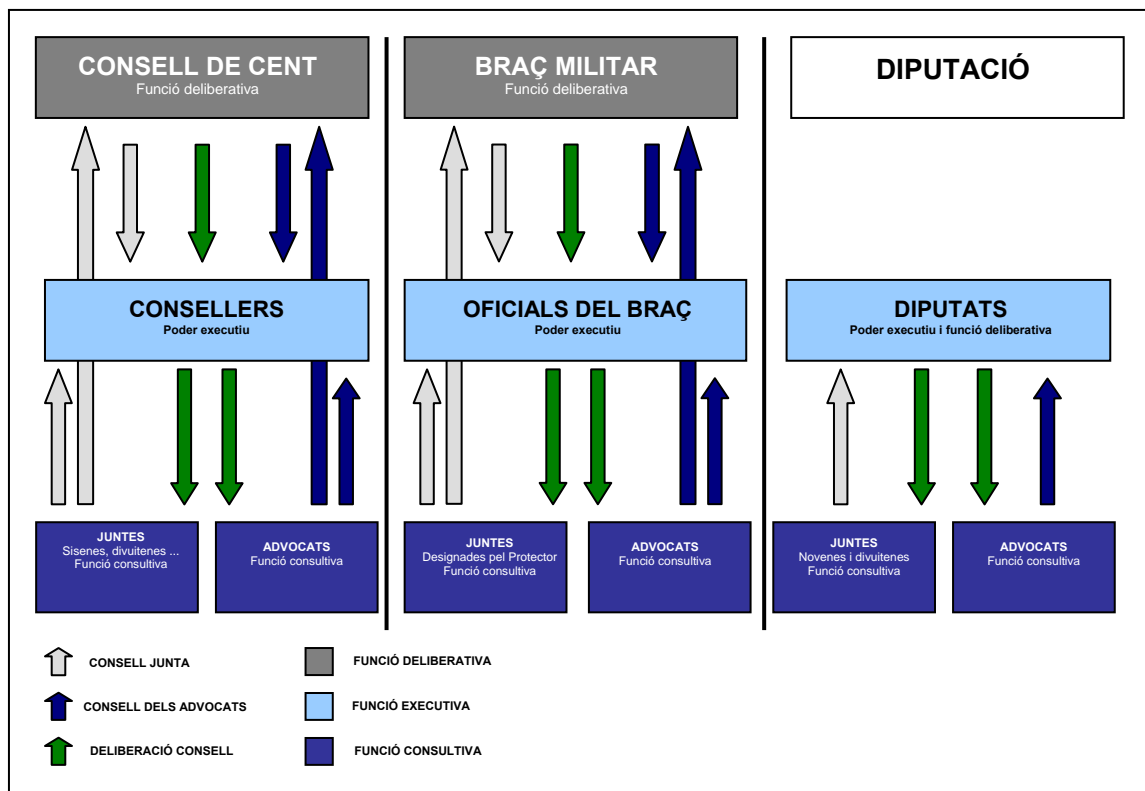 CONSELL DE CENT
Funció deliberativa
BRAÇ MILITAR
Funció deliberativa
DIPUTACIÓ
CONSELLERS
Poder executiu
OFICIALS DEL BRAÇ
Poder executiu
DIPUTATS
Poder executiu i funció deliberativa
JUNTES
Sisenes, divuitenes ...
Funció consultiva
ADVOCATS
Funció consultiva
JUNTES
Designades pel Protector
Funció consultiva
ADVOCATS
Funció consultiva
JUNTES
Novenes i divuitenes
Funció consultiva
ADVOCATS
Funció consultiva
CONSELL JUNTA
FUNCIÓ DELIBERATIVA
CONSELL DELS ADVOCATS
FUNCIÓ EXECUTIVA
DELIBERACIÓ CONSELL
FUNCIÓ CONSULTIVA